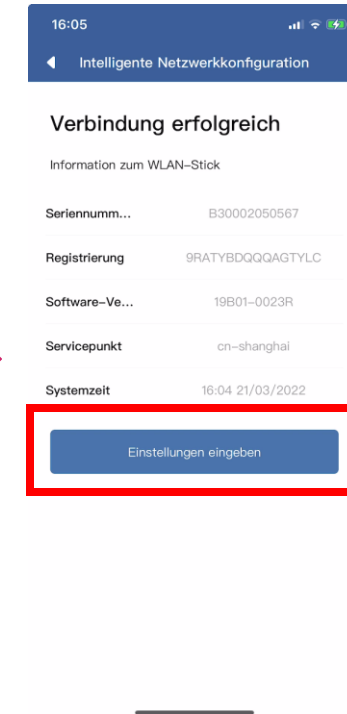 16:05
Intelligente Netzwerkkonfiguration
Verbindung erfolgreich
Information zum WLAN-Stick
Seriennumm... B30002050567
Registrierung 9RATYBDQQQAGTYLC
Software-Ve... 19B01-0023R
Servicepunkt cn-shanghai
Systemzeit 16:04 21/03/2022
Einstellungen eingeben